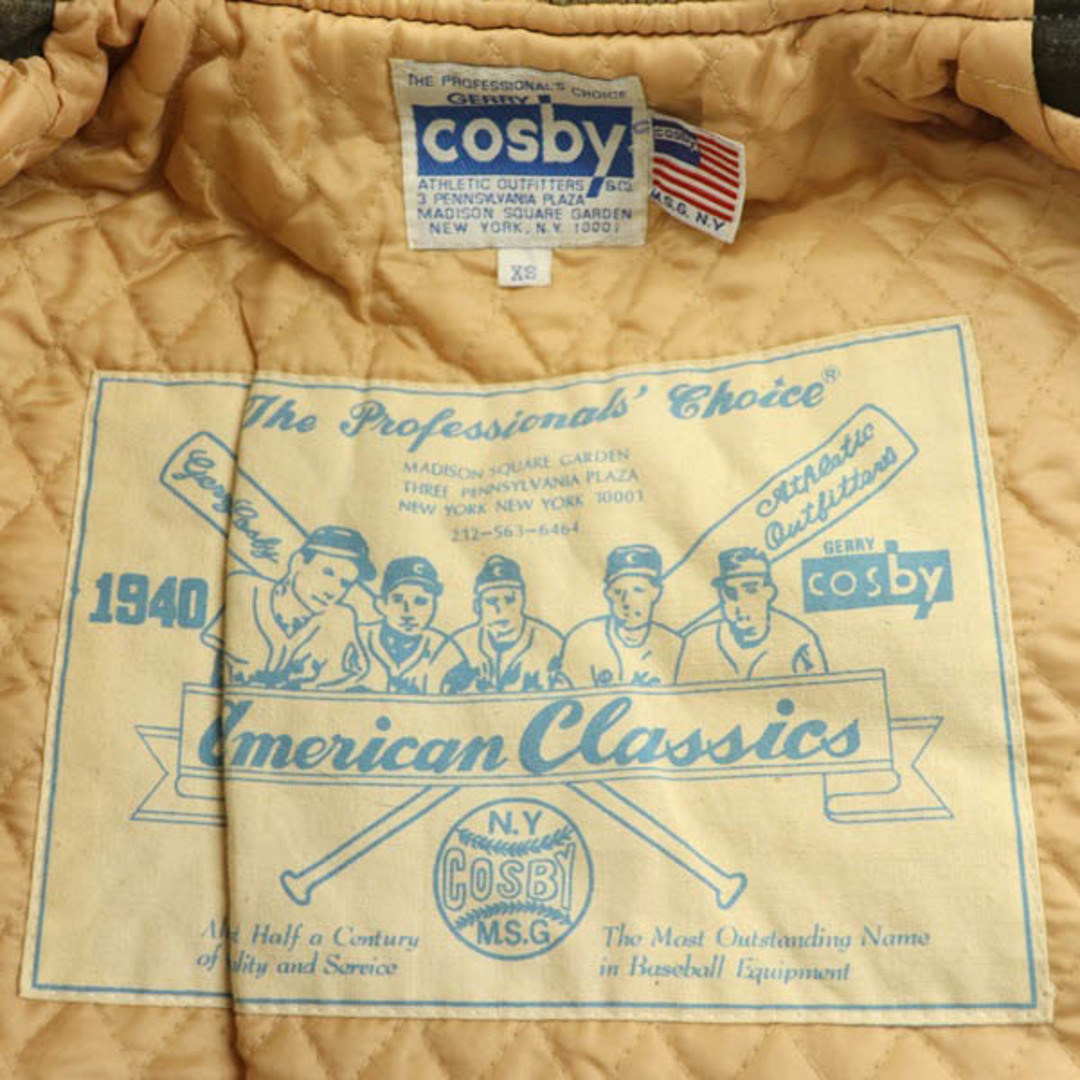 THE PROFESSIONAL'S CHOICE
GERRY
cosby
ATHLETIC OUTFITTERS & CO.
3 PENNSYLVANIA PLAZA
MADISON SQUARE GARDEN
NEW YORK, N.Y. 10001
cosby
M.S.G. N.Y
XS
The Professionals' Choice®
MADISON SQUARE GARDEN
THREE PENNSYLVANIA PLAZA
NEW YORK NEW YORK 10001
212-563-6464
Gerry Cosby
Athletic
Outfitters
1940
GERRY
cosby
C C C C C
American Classics
N.Y
COSBY
M.S.G
Half a Century
of and Service
The Most Outstanding Name
in Baseball Equipment